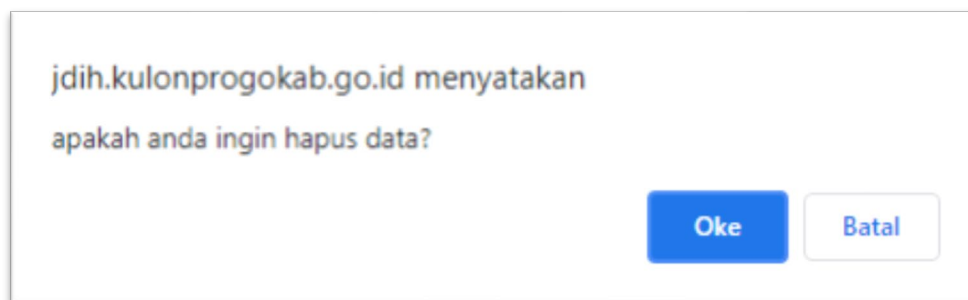 jdih.kulonprogokab.go.id menyatakan
apakah anda ingin hapus data?
Oke Batal